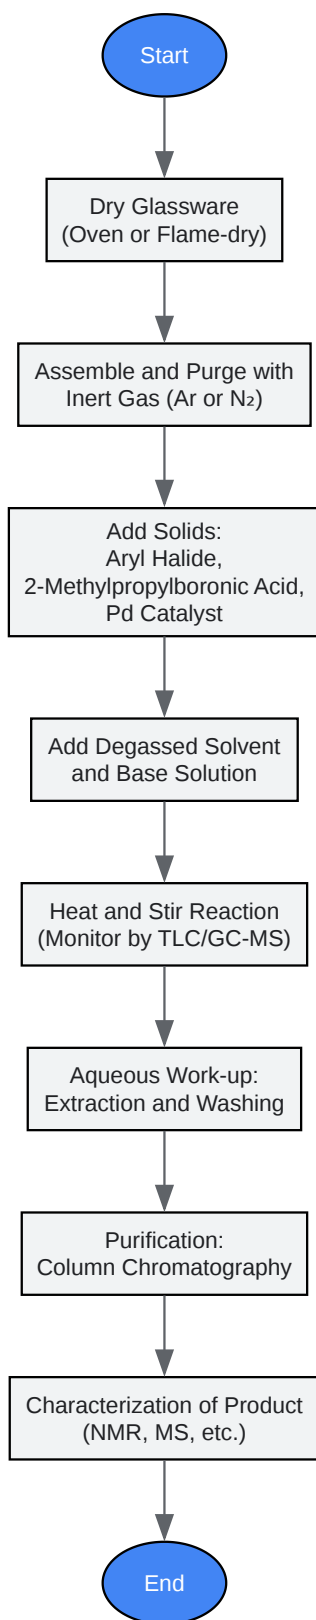 Start
Dry Glassware
(Oven or Flame-dry)
Assemble and Purge with
Inert Gas (Ar or N₂)
Add Solids:
Aryl Halide,
2-Methylpropylboronic Acid,
Pd Catalyst
Add Degassed Solvent
and Base Solution
Heat and Stir Reaction
(Monitor by TLC/GC-MS)
Aqueous Work-up:
Extraction and Washing
Purification:
Column Chromatography
Characterization of Product
(NMR, MS, etc.)
End